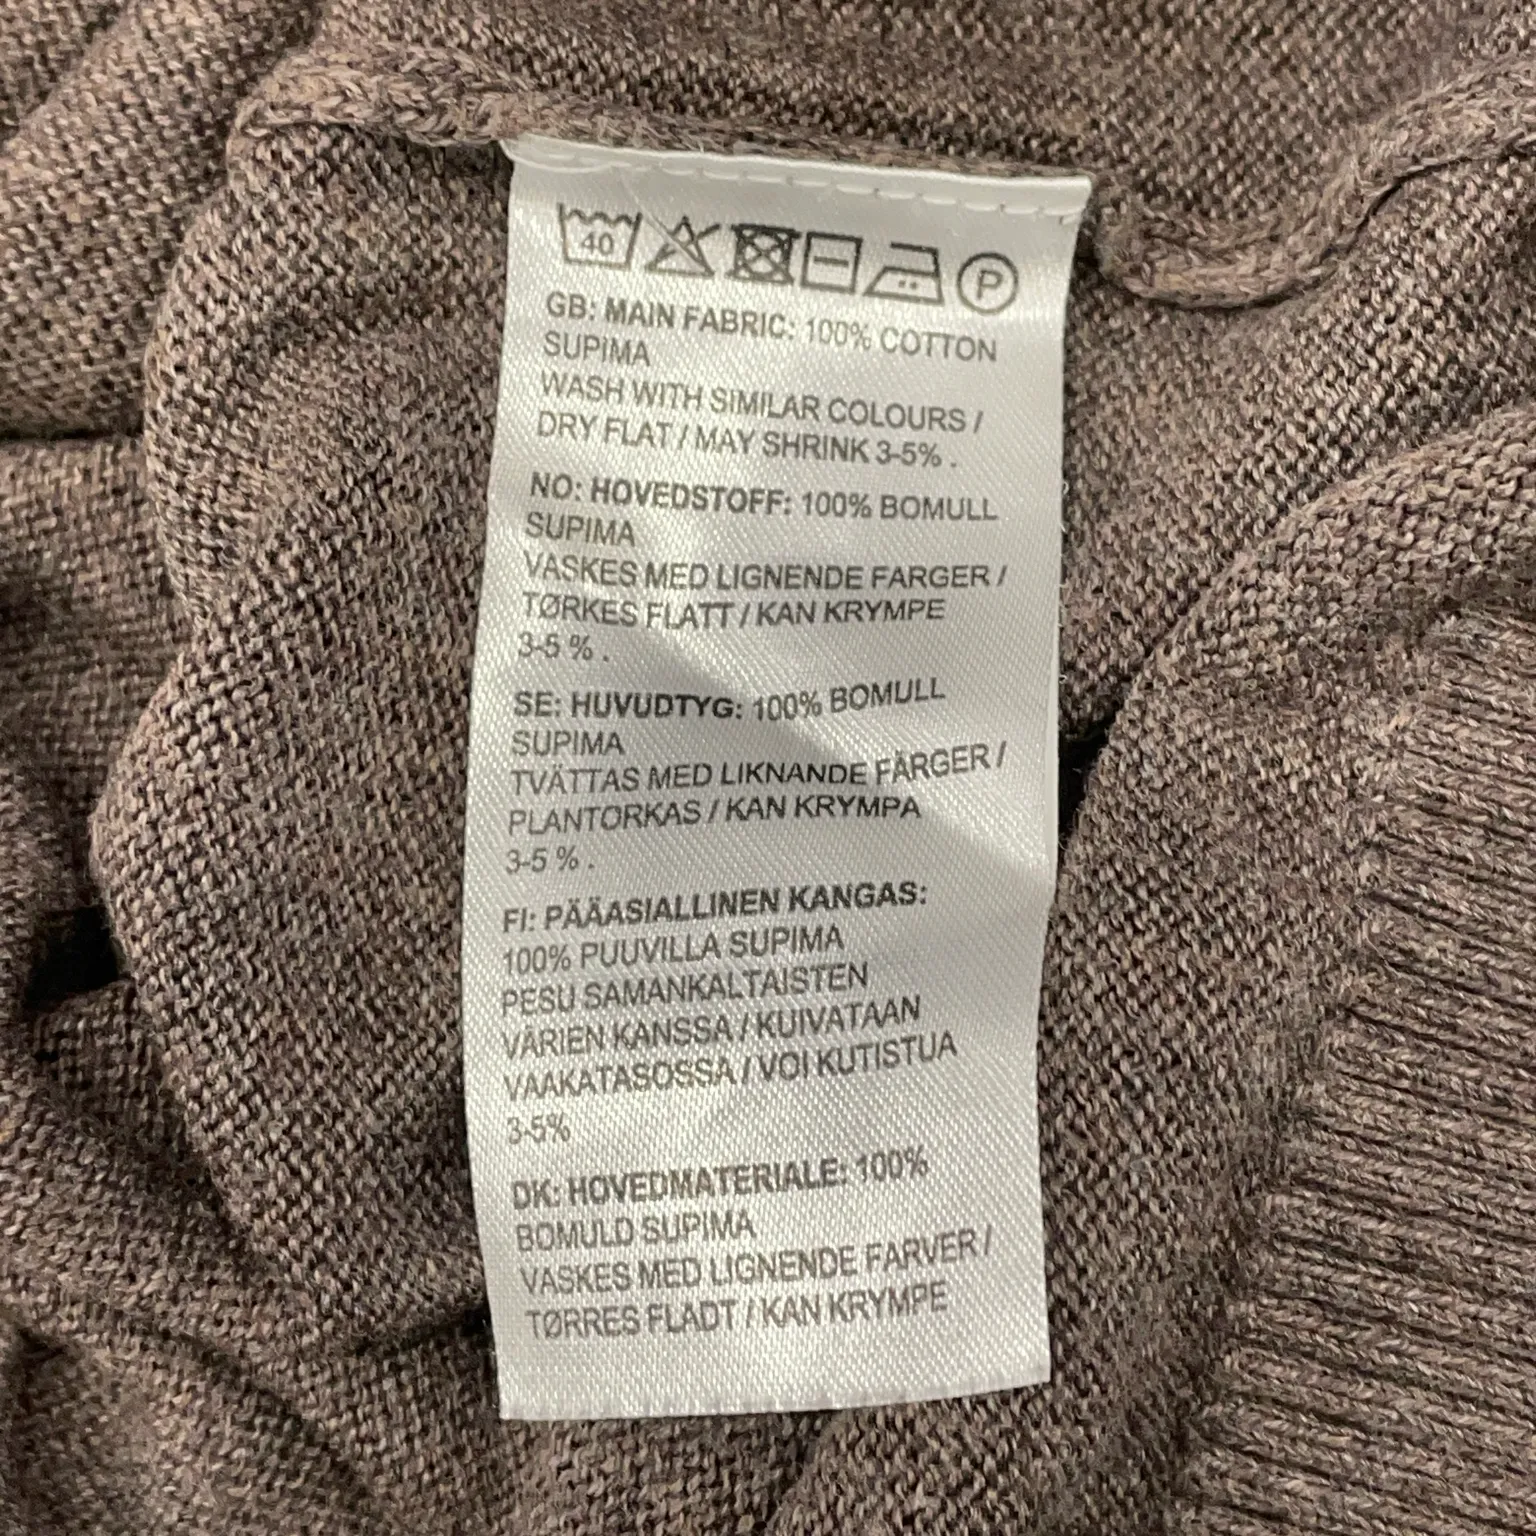 40
P
GB: MAIN FABRIC: 100% COTTON
SUPIMA
WASH WITH SIMILAR COLOURS /
DRY FLAT / MAY SHRINK 3-5% .
NO: HOVEDSTOFF: 100% BOMULL
SUPIMA
VASKES MED LIGNENDE FARGER /
TØRKES FLATT / KAN KRYMPE
3-5 % .
SE: HUVUDTYG: 100% BOMULL
SUPIMA
TVÄTTAS MED LIKNANDE FÄRGER /
PLANTORKAS / KAN KRYMPA
3-5 % .
FI: PÄÄASIALLINEN KANGAS:
100% PUUVILLA SUPIMA
PESU SAMANKALTAISTEN
VÄRIEN KANSSA / KUIVATAAN
VAAKATASOSSA / VOI KUTISTUA
3-5%
DK: HOVEDMATERIALE: 100%
BOMULD SUPIMA
VASKES MED LIGNENDE FARVER /
TØRRES FLADT / KAN KRYMPE